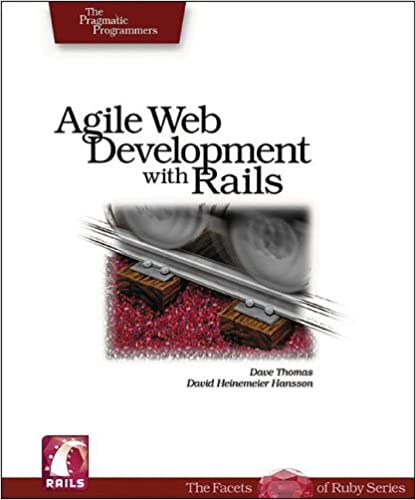 The
Pragmatic
Programmers
Agile Web
Development
with Rails
Dave Thomas
David Heinemeier Hansson
RAILS
The Facets of Ruby Series